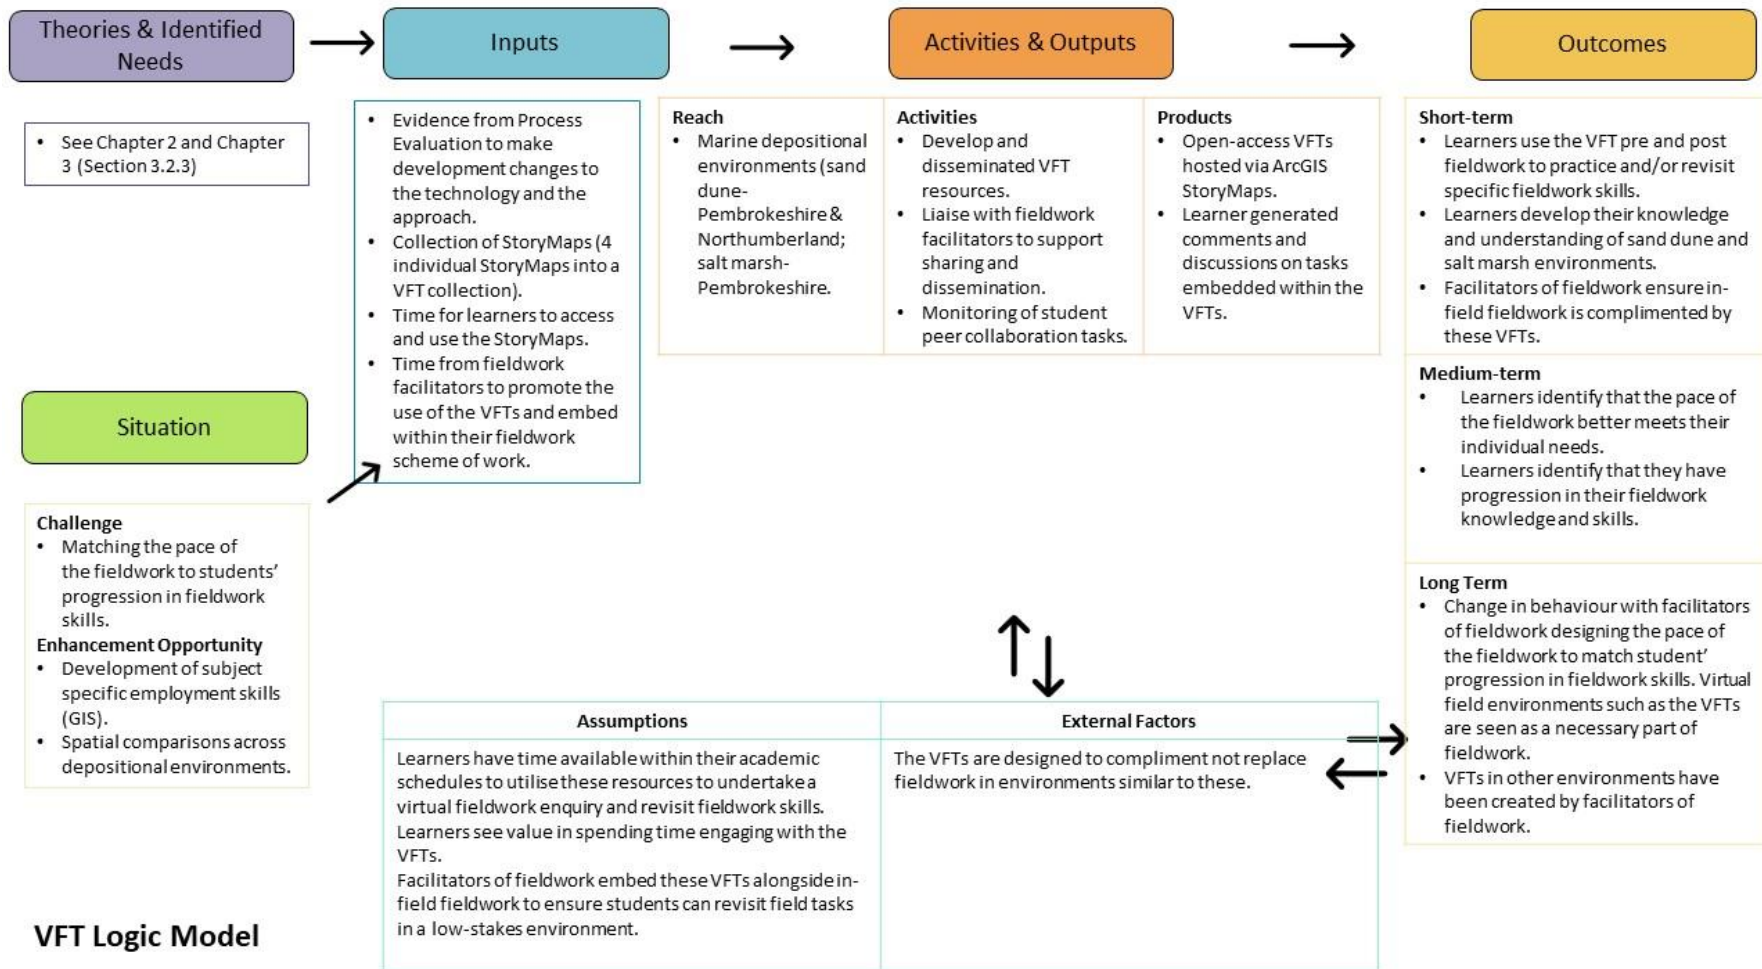 Theories & Identified
Needs
Inputs
Activities & Outputs
Outcomes
• See Chapter 2 and Chapter
3 (Section 3.2.3)
Situation
Challenge
• Matching the pace of
the fieldwork to students’
progression in fieldwork
skills.
Enhancement Opportunity
• Development of subject
specific employment skills
(GIS).
• Spatial comparisons across
depositional environments.
• Evidence from Process
Evaluation to make
development changes to
the technology and the
approach.
• Collection of StoryMaps (4
individual StoryMaps into a
VFT collection).
• Time for learners to access
and use the StoryMaps.
• Time from fieldwork
facilitators to promote the
use of the VFTs and embed
within their fieldwork
scheme of work.
Reach
• Marine depositional
environments (sand
dune-
Pembrokeshire &
Northumberland;
salt marsh-
Pembrokeshire.
Activities
• Develop and
disseminated VFT
resources.
• Liaise with fieldwork
facilitators to support
sharing and
dissemination.
• Monitoring of student
peer collaboration tasks.
Products
• Open-access VFTs
hosted via ArcGIS
StoryMaps.
• Learner generated
comments and
discussions on tasks
embedded within the
VFTs.
Short-term
• Learners use the VFT pre and post
fieldwork to practice and/or revisit
specific fieldwork skills.
• Learners develop their knowledge
and understanding of sand dune and
salt marsh environments.
• Facilitators of fieldwork ensure in-
field fieldwork is complimented by
these VFTs.
Medium-term
• Learners identify that the pace of
the fieldwork better meets their
individual needs.
• Learners identify that they have
progression in their fieldwork
knowledge and skills.
Long Term
• Change in behaviour with facilitators
of fieldwork designing the pace of
the fieldwork to match student’
progression in fieldwork skills. Virtual
field environments such as the VFTs
are seen as a necessary part of
fieldwork.
• VFTs in other environments have
been created by facilitators of
fieldwork.
Assumptions
Learners have time available within their academic
schedules to utilise these resources to undertake a
virtual fieldwork enquiry and revisit fieldwork skills.
Learners see value in spending time engaging with the
VFTs.
Facilitators of fieldwork embed these VFTs alongside in-
field fieldwork to ensure students can revisit field tasks
in a low-stakes environment.
External Factors
The VFTs are designed to compliment not replace
fieldwork in environments similar to these.
VFT Logic Model